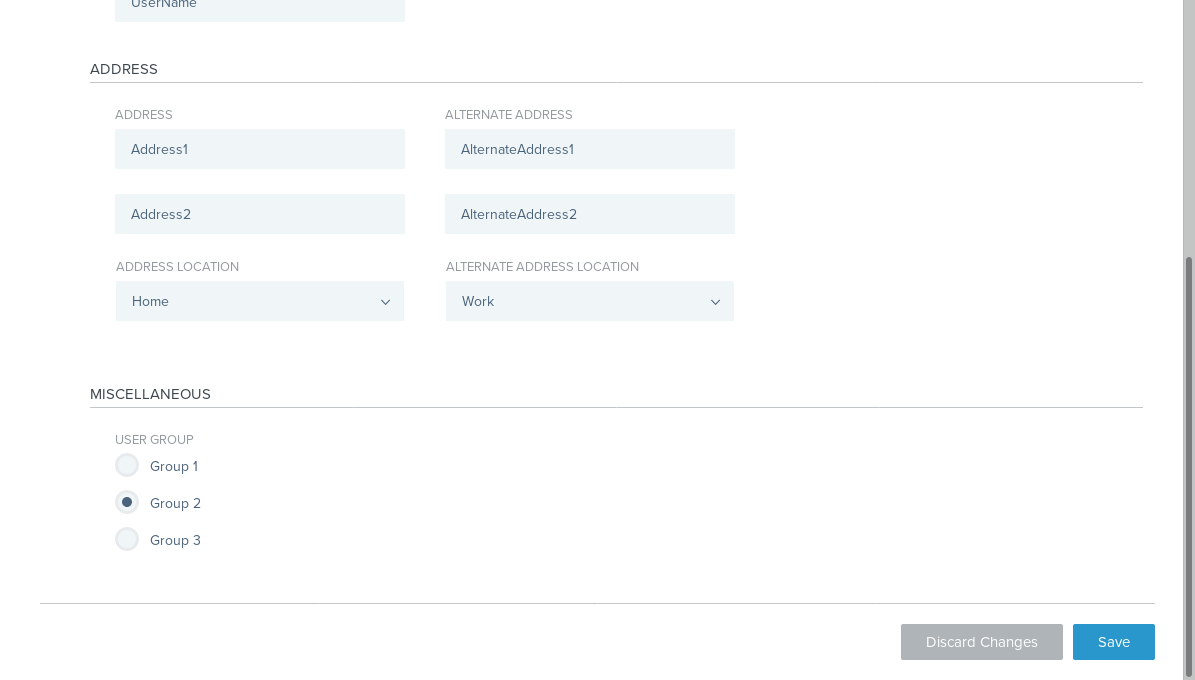 UserName
ADDRESS
ADDRESS
ALTERNATE ADDRESS
Address1
AlternateAddress1
Address2
AlternateAddress2
ADDRESS LOCATION
ALTERNATE ADDRESS LOCATION
Home
Work
MISCELLANEOUS
USER GROUP
Group 1
Group 2
Group 3
Discard Changes
Save